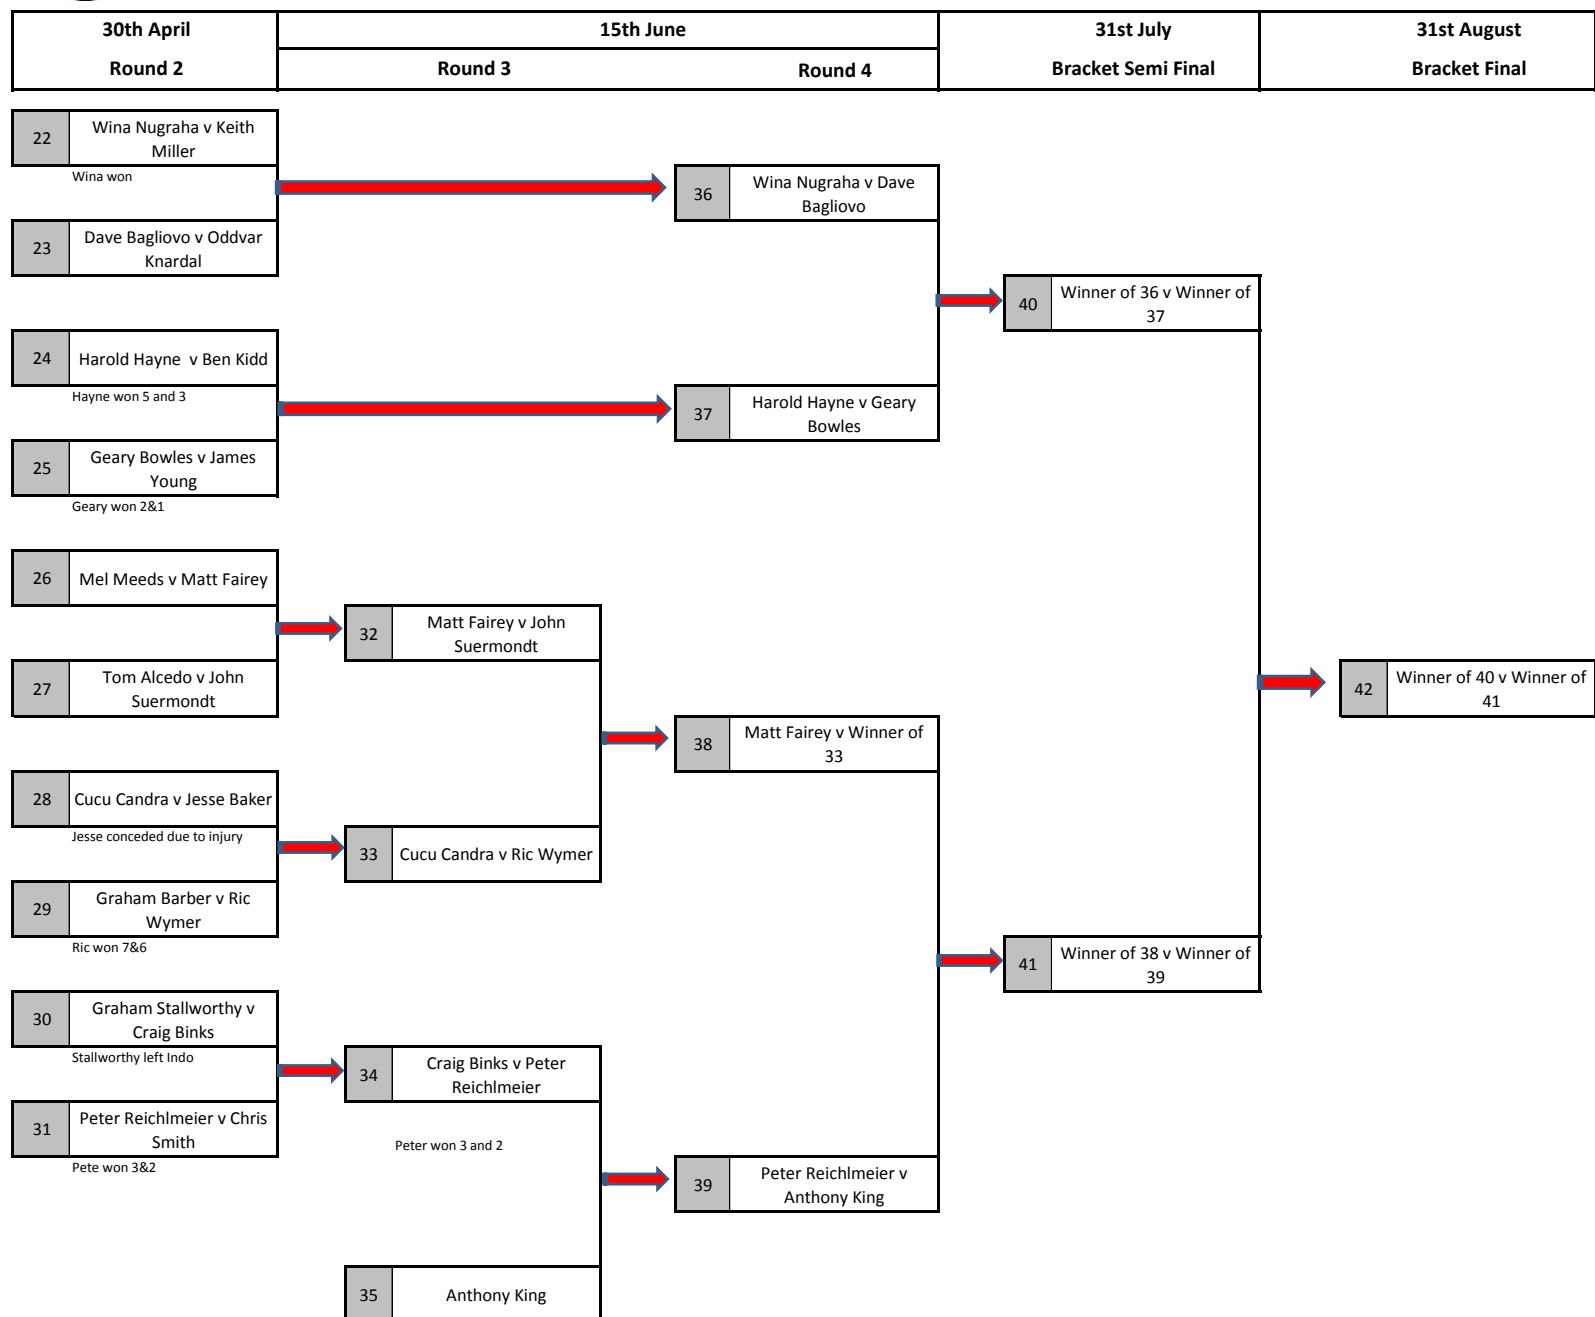 30th April
15th June
31st July
31st August
Round 2
Round 3
Round 4
Bracket Semi Final
Bracket Final
22
Wina Nugraha v Keith
Miller
Wina won
23
Dave Bagliovo v Oddvar
Knardal
36
Wina Nugraha v Dave
Bagliovo
40
Winner of 36 v Winner of
37
24
Harold Hayne v Ben Kidd
Hayne won 5 and 3
25
Geary Bowles v James
Young
Geary won 2&1
37
Harold Hayne v Geary
Bowles
26
Mel Meeds v Matt Fairey
27
Tom Alcedo v John
Suermondt
32
Matt Fairey v John
Suermondt
38
Matt Fairey v Winner of
33
42
Winner of 40 v Winner of
41
28
Cucu Candra v Jesse Baker
Jesse conceded due to injury
29
Graham Barber v Ric
Wymer
Ric won 7&6
33
Cucu Candra v Ric Wymer
41
Winner of 38 v Winner of
39
30
Graham Stallworthy v
Craig Binks
Stallworthy left Indo
31
Peter Reichlmeier v Chris
Smith
Pete won 3&2
34
Craig Binks v Peter
Reichlmeier
Peter won 3 and 2
39
Peter Reichlmeier v
Anthony King
35
Anthony King